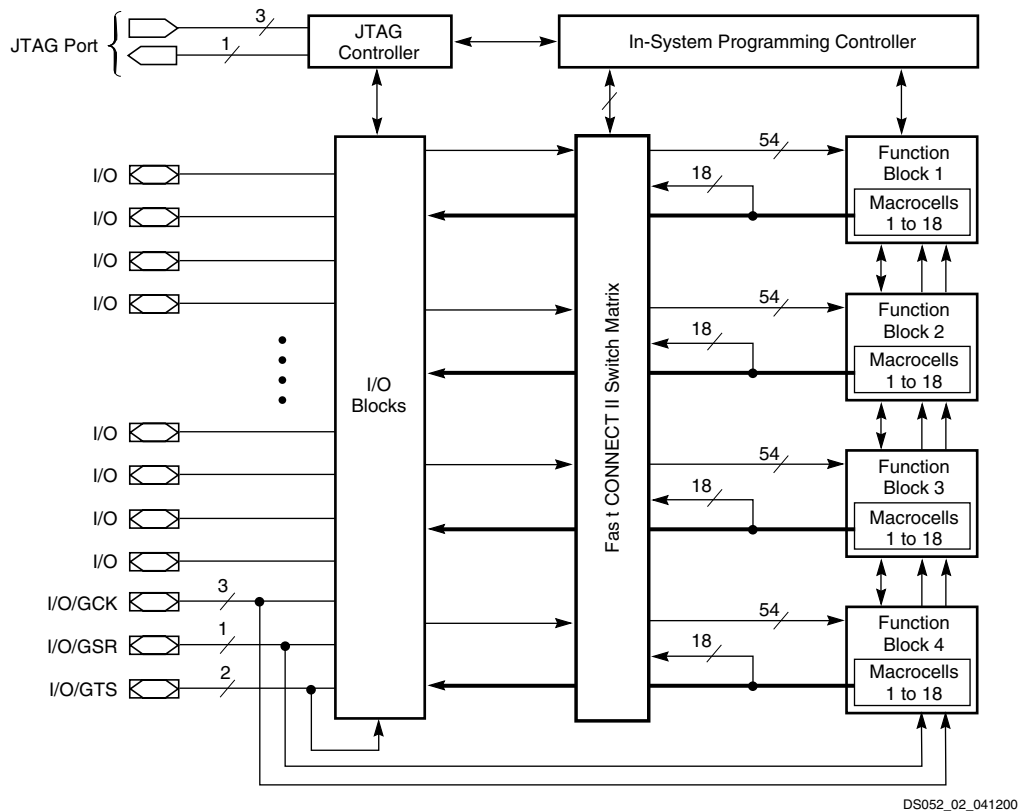 JTAG Port
3
1
JTAG
Controller
In-System Programming Controller
I/O
I/O
I/O
I/O
I/O
I/O
I/O
I/O
I/O/GCK
3
I/O/GSR
1
I/O/GTS
2
I/O
Blocks
Fas t CONNECT II Switch Matrix
54
18
Function
Block 1
Macrocells
1 to 18
54
18
Function
Block 2
Macrocells
1 to 18
54
18
Function
Block 3
Macrocells
1 to 18
54
18
Function
Block 4
Macrocells
1 to 18
DS052_02_041200